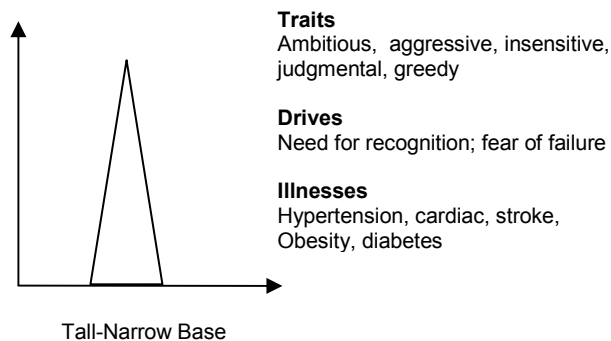 Traits
Ambitious, aggressive, insensitive,
judgmental, greedy
Drives
Need for recognition; fear of failure
Illnesses
Hypertension, cardiac, stroke,
Obesity, diabetes
Tall-Narrow Base